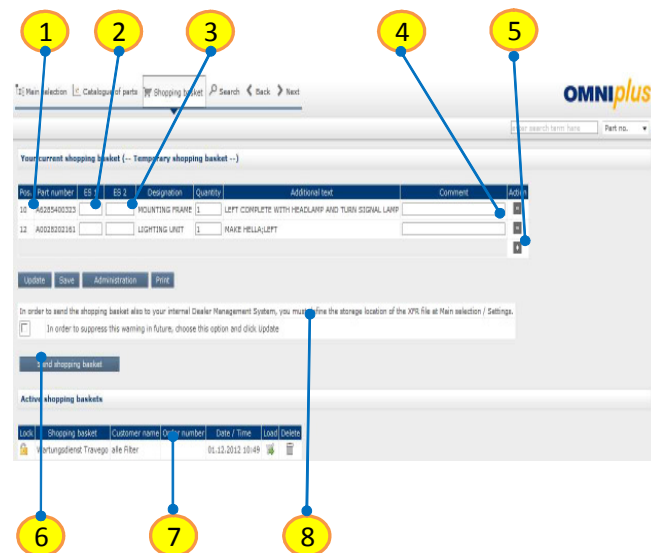 1 2 3 4 5
Main selection Catalogue of parts Shopping basket Search Back Next
OMNIplus
enter search term here Part no.
Your current shopping basket (-- Temporary shopping basket --)
Pos. Part number ES 1 ES 2 Designation Quantity Additional text Comment Action
10 A0285400323 MOUNTING FRAME 1 LEFT COMPLETE WITH HEADLAMP AND TURN SIGNAL LAMP
12 A0028202161 LIGHTING UNIT 1 MAKE HELLA;LEFT
Update Save Administration Print
In order to send the shopping basket also to your internal Dealer Management System, you must define the storage location of the XFR file at Main selection / Settings.
In order to suppress this warning in future, choose this option and click Update
Send shopping basket
Active shopping baskets
Lock Shopping basket Customer name Order number Date / Time Load Delete
Wartungsdienst Travego alle Filter 01.12.2012 10:49
6 7 8